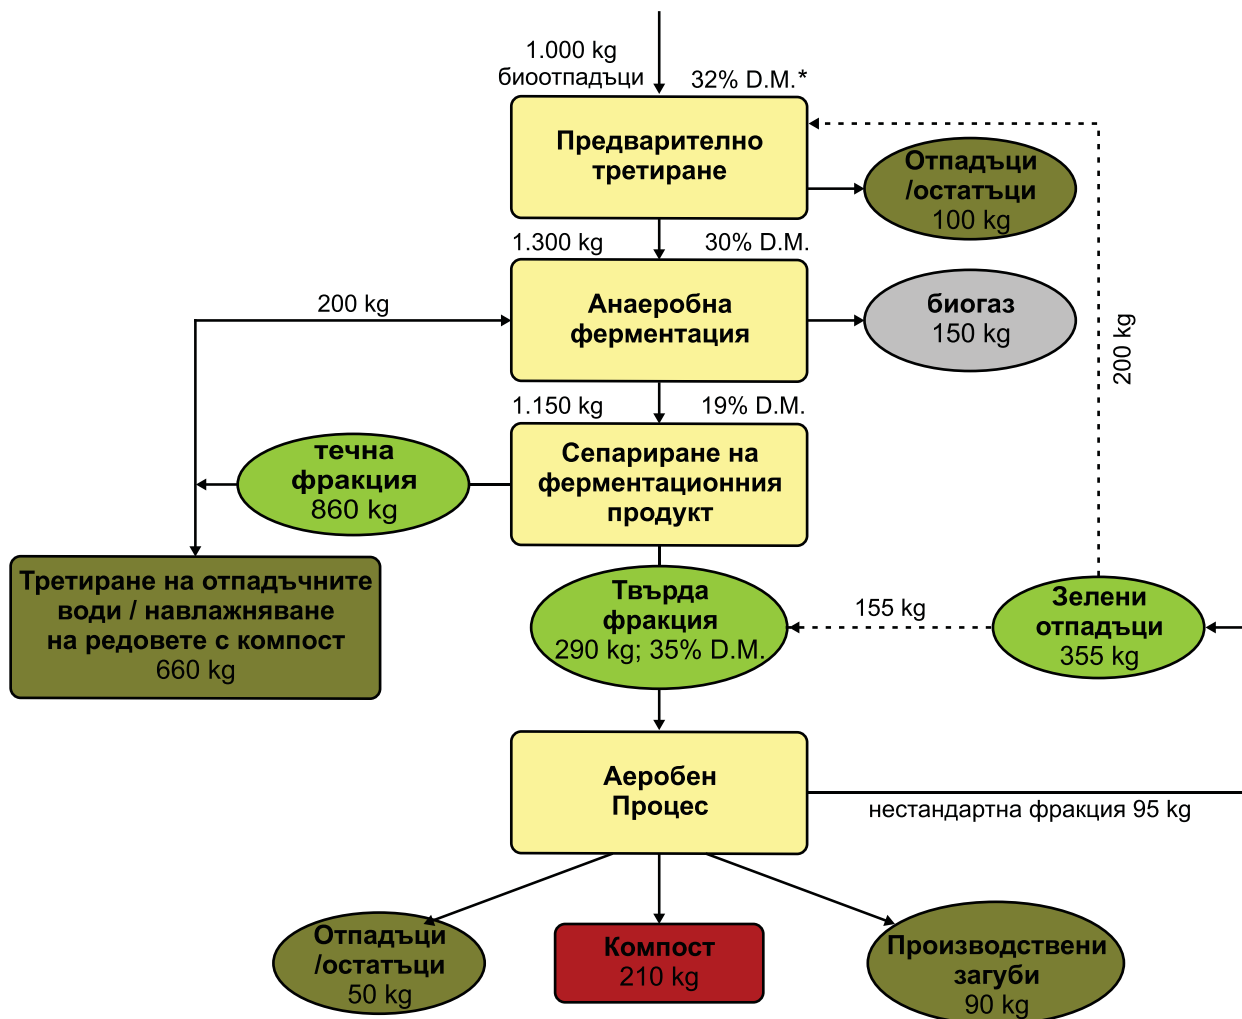 1.000 kg
биоотпадъци
32% D.M.*
Предварително
третиране
Отпадъци
/остатъци
100 kg
1.300 kg
30% D.M.
200 kg
Анаеробна
ферментация
биогаз
150 kg
200 kg
1.150 kg
19% D.M.
течна
фракция
860 kg
Сепариране на
ферментационния
продукт
Третиране на отпадъчните
води / навлажняване
на редовете с компост
660 kg
Твърда
фракция
290 kg; 35% D.M.
155 kg
Зелени
отпадъци
355 kg
Аеробен
Процес
нестандартна фракция 95 kg
Отпадъци
/остатъци
50 kg
Компост
210 kg
Производствени
загуби
90 kg